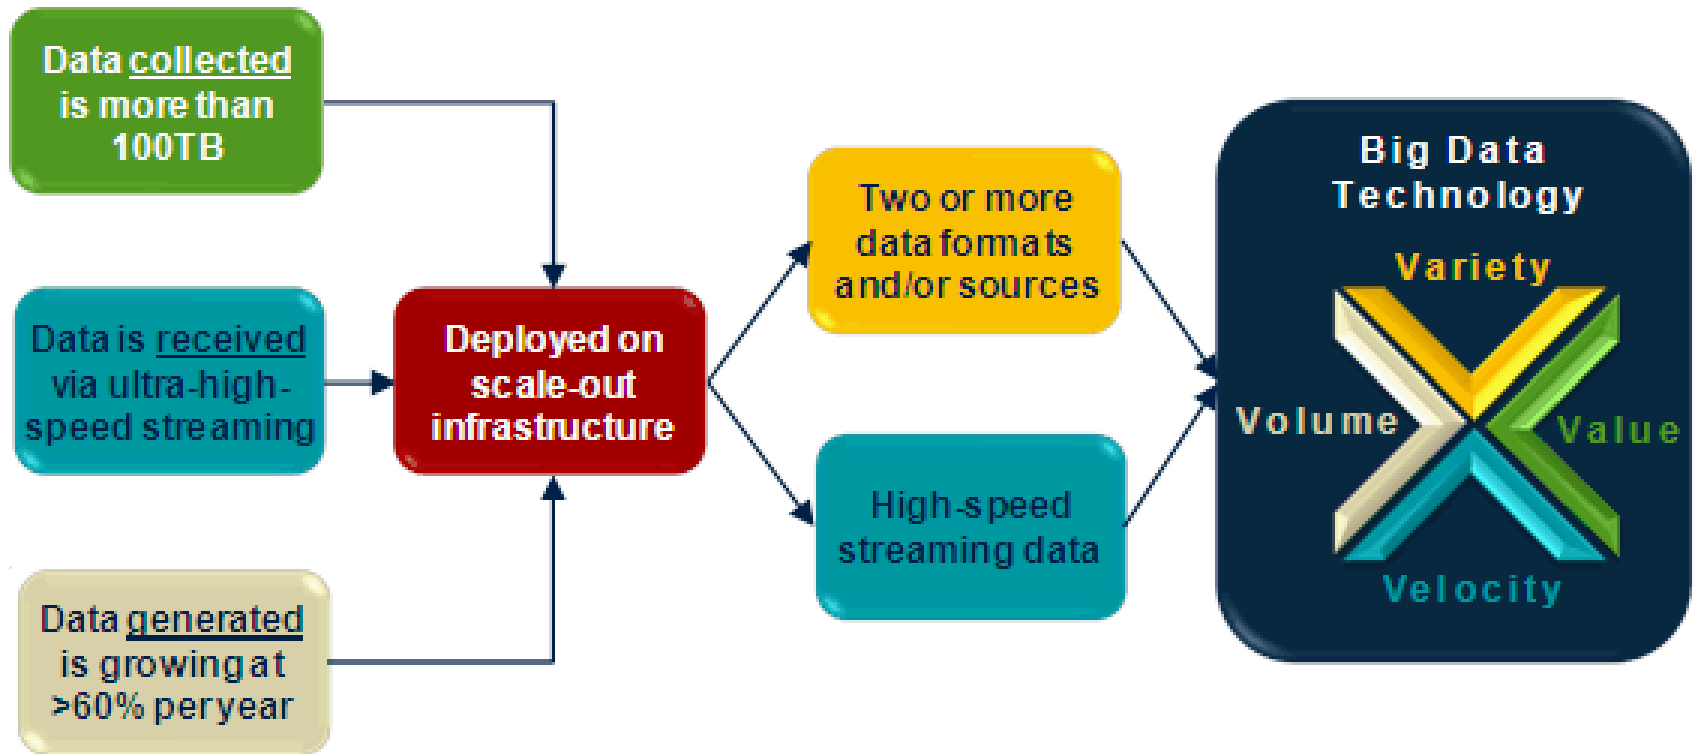 Data collected
is more than
100TB
Data is received
via ultra-high-
speed streaming
Data generated
is growing at
>60% per year
Deployed on
scale-out
infrastructure
Two or more
data formats
and/or sources
High-speed
streaming data
Big Data
Technology
Variety
Volume
Value
Velocity